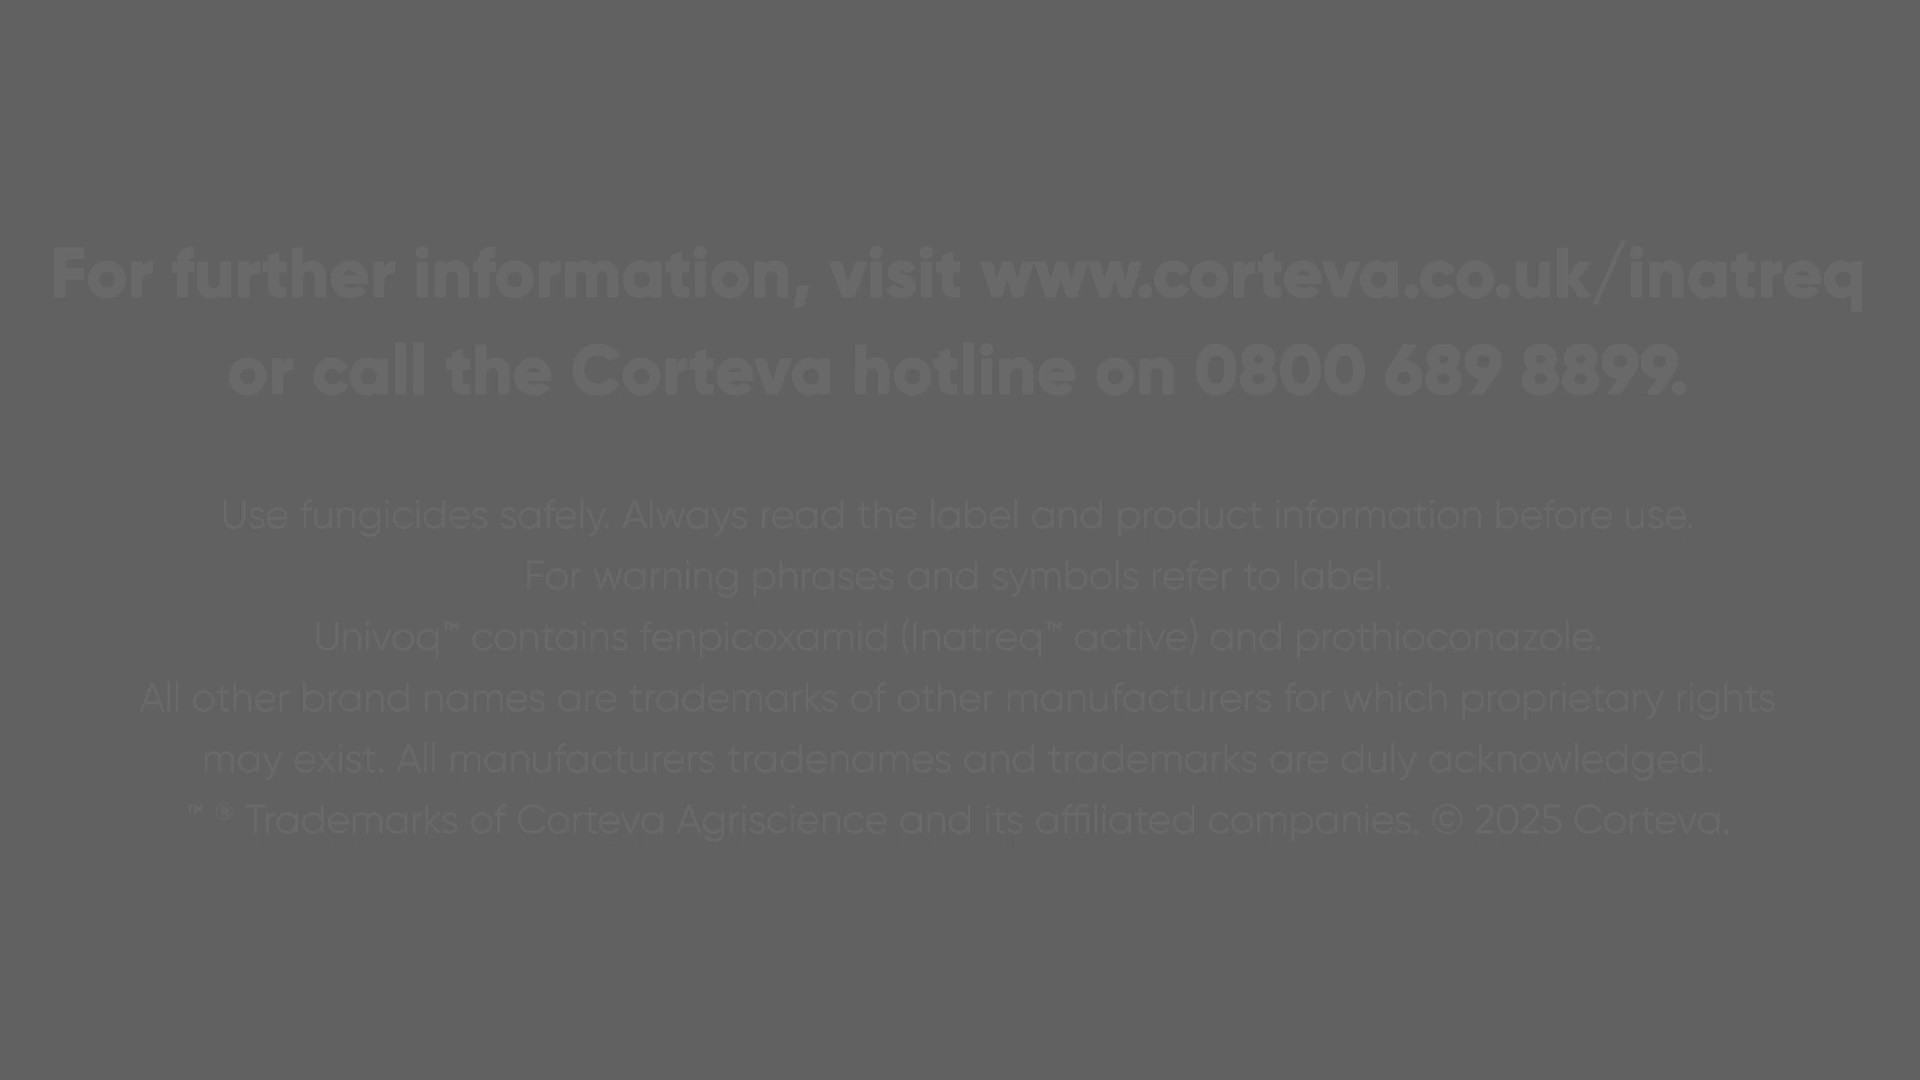 For further information, visit www.corteva.co.uk/inatreq
or call the Corteva hotline on 0800 689 8899.
Use fungicides safely. Always read the label and product information before use.
For warning phrases and symbols refer to label.
Univoq™ contains fenpicoxamid (Inatreq™ active) and prothioconazole.
All other brand names are trademarks of other manufacturers for which proprietary rights
may exist. All manufacturers tradenames and trademarks are duly acknowledged.
™ ® Trademarks of Corteva Agriscience and its affiliated companies. © 2025 Corteva.